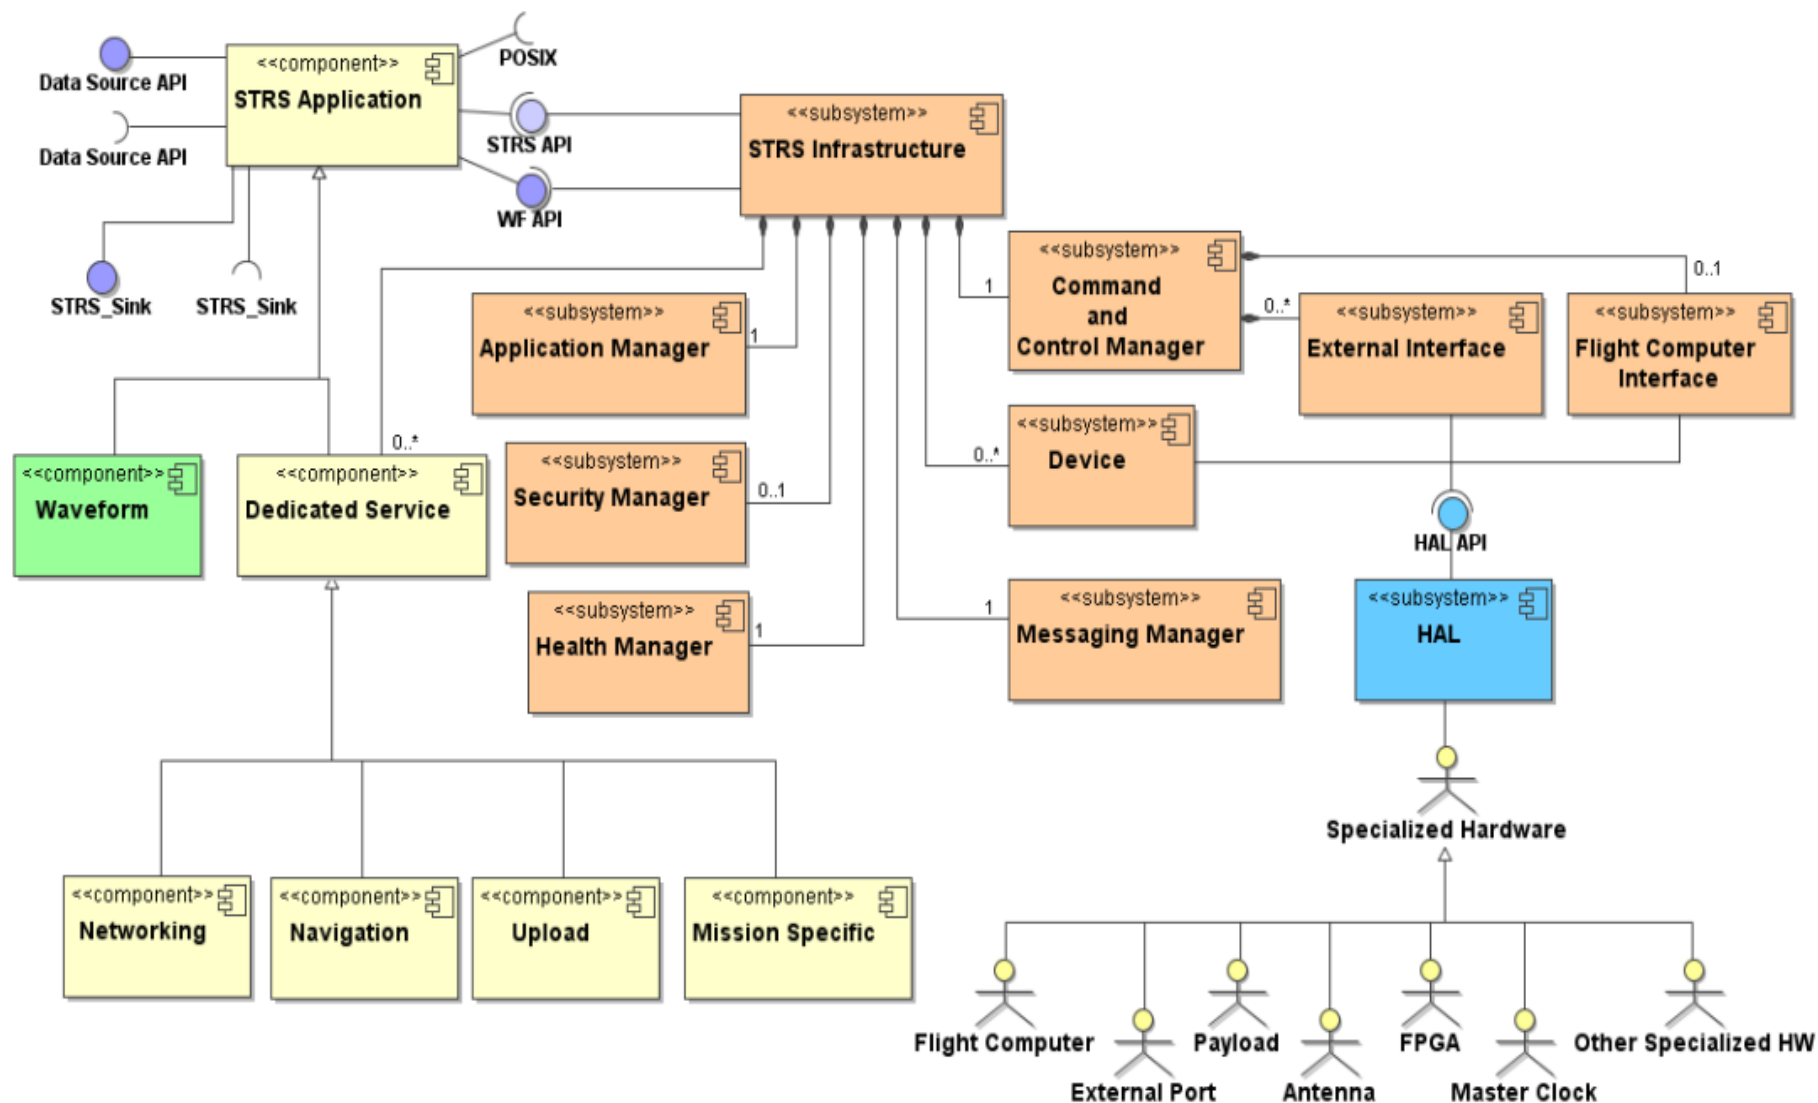 <<component>>
STRS Application
Data Source API
Data Source API
STRS_Sink
STRS_Sink
POSIX
STRS API
WF API
<<subsystem>>
STRS Infrastructure
<<subsystem>>
Command
and
Control Manager
1
0..1
0..*
<<subsystem>>
External Interface
<<subsystem>>
Flight Computer
Interface
<<subsystem>>
Application Manager
1
<<subsystem>>
Device
0..*
0..*
<<component>>
Waveform
<<component>>
Dedicated Service
<<subsystem>>
Security Manager
0..1
HAL API
<<subsystem>>
Health Manager
1
<<subsystem>>
Messaging Manager
1
<<subsystem>>
HAL
Specialized Hardware
<<component>>
Networking
<<component>>
Navigation
<<component>>
Upload
<<component>>
Mission Specific
Flight Computer
External Port
Payload
Antenna
FPGA
Master Clock
Other Specialized HW